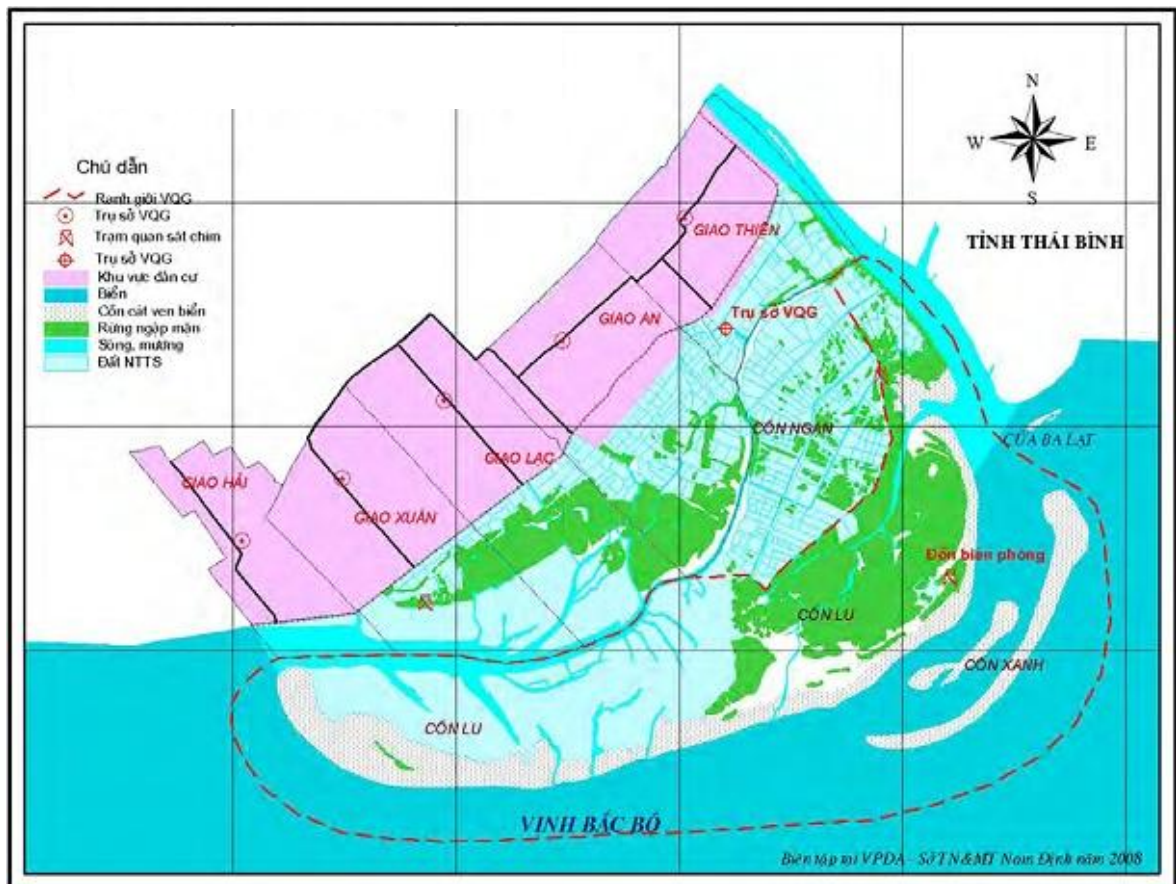 N
W E
S
TỈNH THÁI BÌNH
Chú dẫn
Ranh giới VQG
Trụ sở VQG
Trạm quan sát chim
Trụ sở VQG
Khu vực dân cư
Biển
Cồn cát ven biển
Rừng ngập mặn
Sông, mương
Đất NTTS
GIAO THIỆN
GIAO AN
Trụ sở VQG
CỒN NGẠN
CỬA BA LẠT
GIAO LẠC
GIAO HẢI
GIAO XUÂN
Đồn biên phòng
CỒN LU
CỒN XANH
CỒN LU
VỊNH BẮC BỘ
Biên tập tại VPĐA - Sở TN&MT Nam Định năm 2008